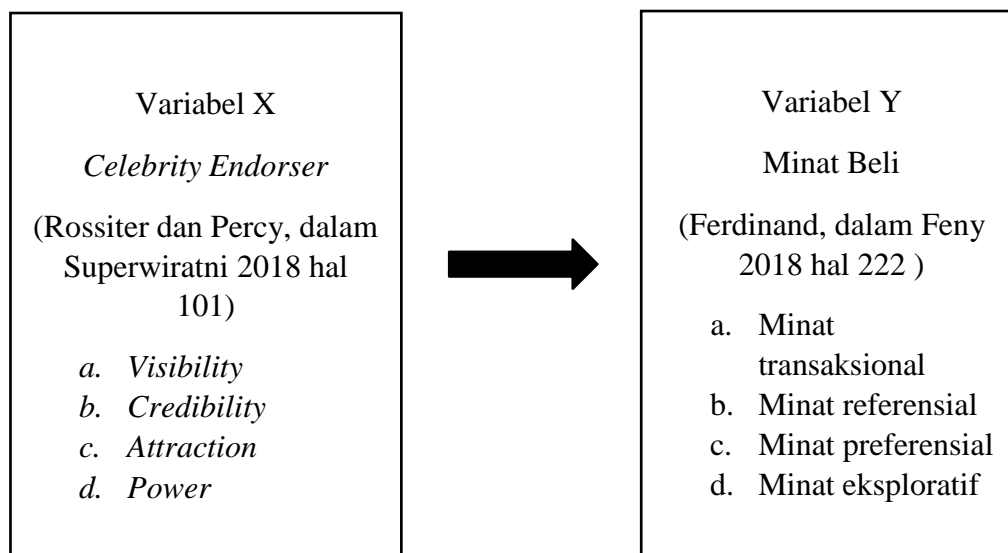 Variabel X
Celebrity Endorser
(Rossiter dan Percy, dalam
Superwiratni 2018 hal
101)
a. Visibility
b. Credibility
c. Attraction
d. Power
Variabel Y
Minat Beli
(Ferdinand, dalam Feny
2018 hal 222 )
a. Minat
transaksional
b. Minat referensial
c. Minat preferensial
d. Minat eksploratif